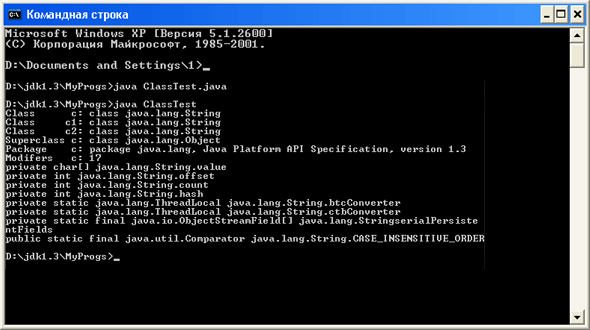 Командная строка
Microsoft Windows XP [Версия 5.1.2600]
(C) Корпорация Майкрософт, 1985-2001.
D:\Documents and Settings\1>_
D:\jdk1.3\MyProgs>java ClassTest.java
D:\jdk1.3\MyProgs>java ClassTest
Class      c: class java.lang.String
Class     c1: class java.lang.String
Class     c2: class java.lang.String
Superclass c: class java.lang.Object
Package    c: package java.lang, Java Platform API Specification, version 1.3
Modifers   c: 17
private char[] java.lang.String.value
private int java.lang.String.offset
private int java.lang.String.count
private int java.lang.String.hash
private static java.lang.ThreadLocal java.lang.String.btcConverter
private static java.lang.ThreadLocal java.lang.String.ctbConverter
private static final java.io.ObjectStreamField[] java.lang.StringserialPersiste
ntFields
public static final java.util.Comparator java.lang.String.CASE_INSENSITIVE_ORDER
D:\jdk1.3\MyProgs>_